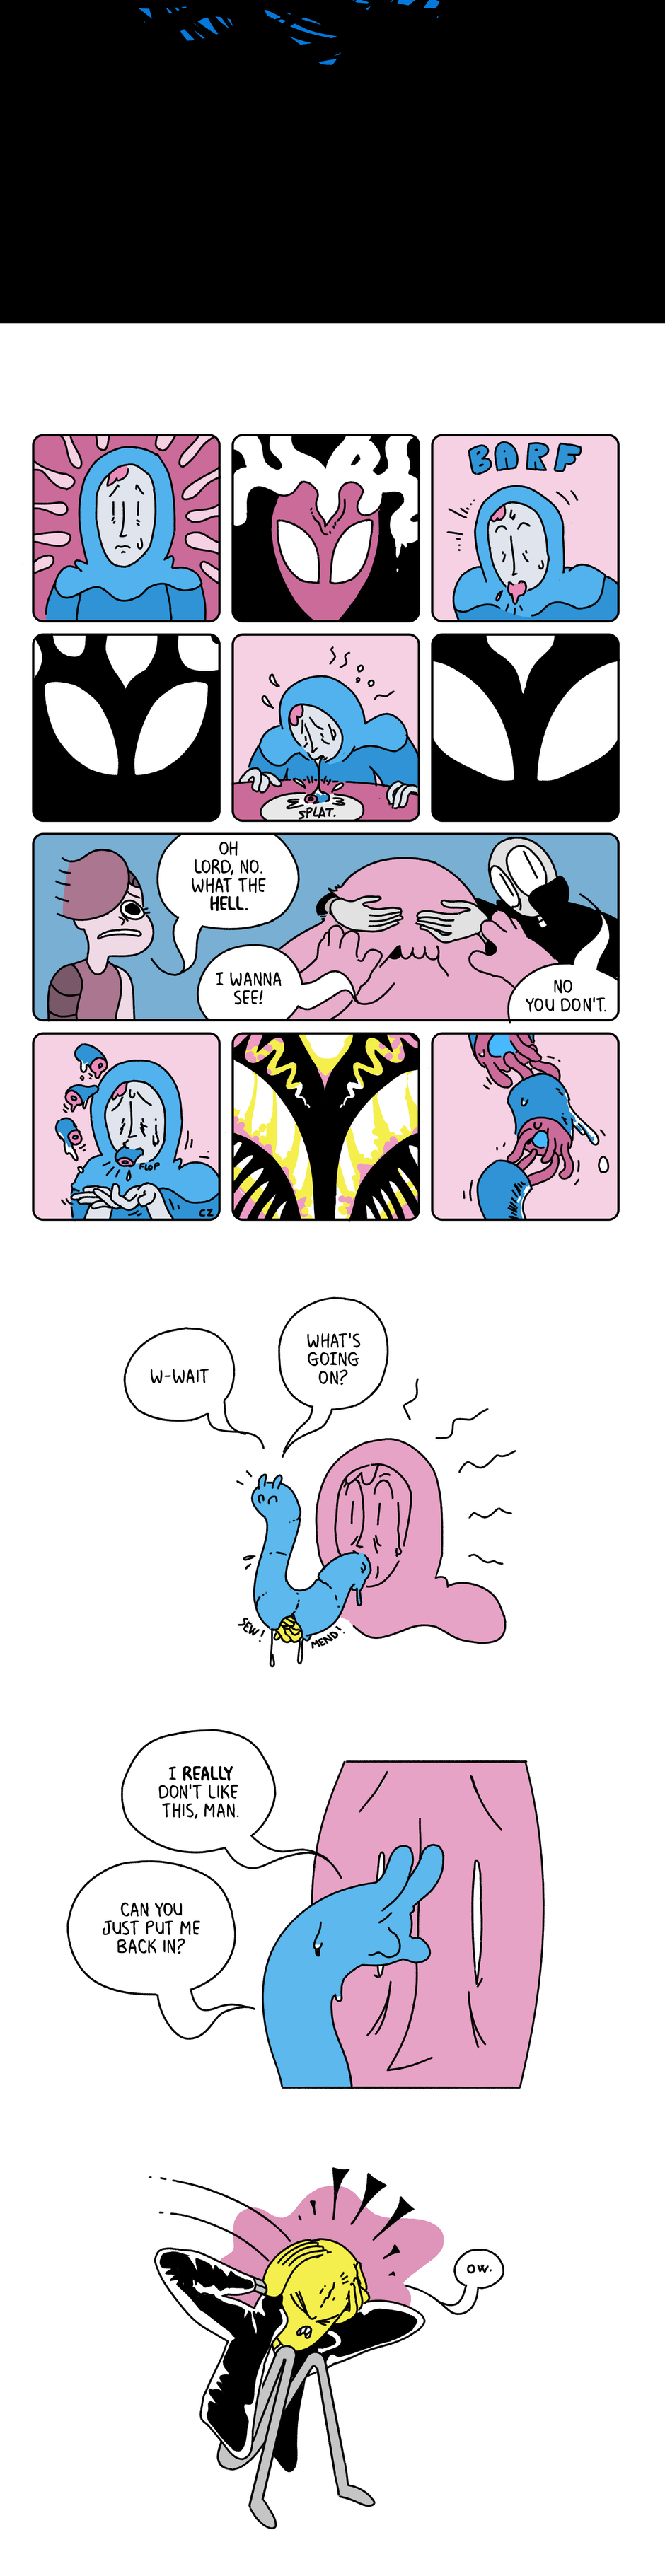 BARF
SPLAT.
OH
LORD, NO.
WHAT THE
HELL.
I WANNA
SEE!
NO
YOU DON'T.
FLOP
CZ
W-WAIT
WHAT'S
GOING
ON?
SEW!
MEND!
I REALLY
DON'T LIKE
THIS, MAN.
CAN YOU
JUST PUT ME
BACK IN?
OW.